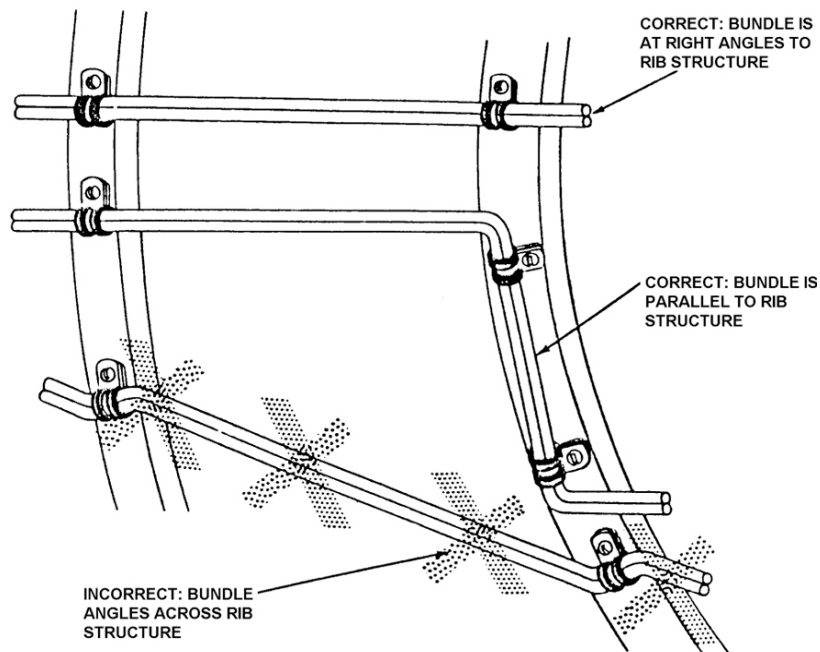 CORRECT: BUNDLE IS
AT RIGHT ANGLES TO
RIB STRUCTURE
CORRECT: BUNDLE IS
PARALLEL TO RIB
STRUCTURE
INCORRECT: BUNDLE
ANGLES ACROSS RIB
STRUCTURE